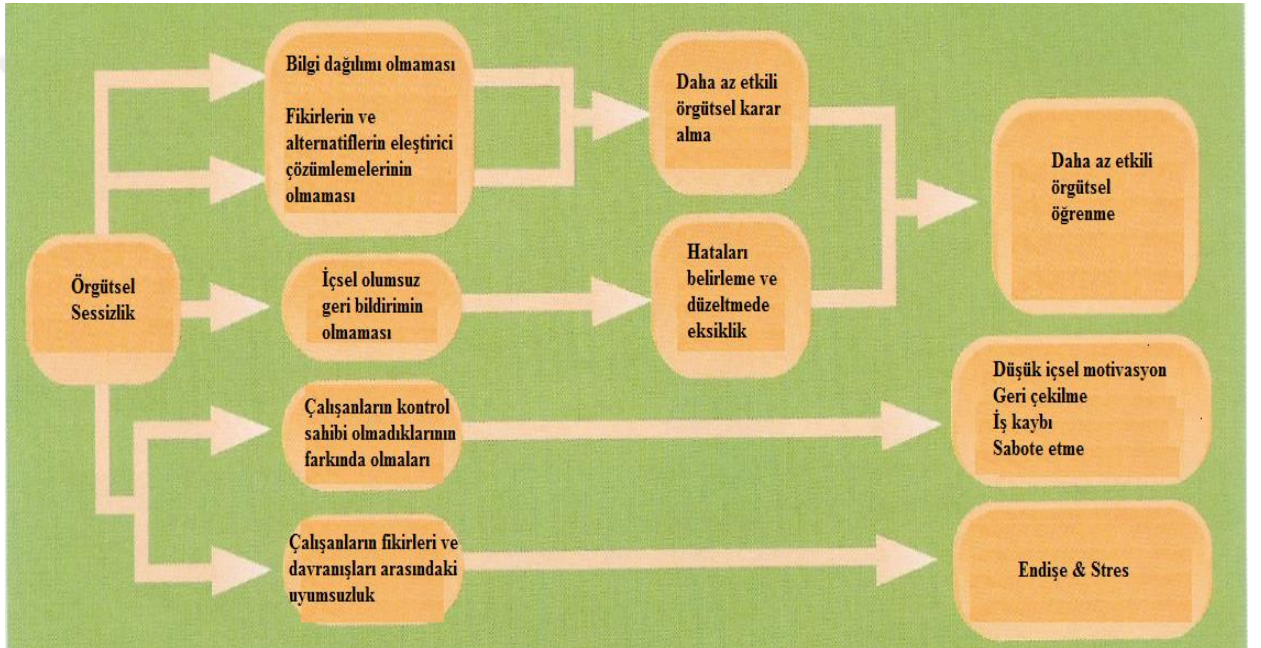 Örgütsel
Sessizlik
Bilgi dağılımı olmaması
Fikirlerin ve
alternatiflerin eleştirici
çözümlemelerinin
olmaması
İçsel olumsuz
geri bildirimin
olmaması
Çalışanların kontrol
sahibi olmadıklarının
farkında olmaları
Çalışanların fikirleri ve
davranışları arasındaki
uyumsuzluk
Daha az etkili
örgütsel karar
alma
Hataları
belirleme ve
düzeltmede
eksiklik
Daha az etkili
örgütsel
öğrenme
Düşük içsel motivasyon
Geri çekilme
İş kaybı
Sabote etme
Endişe & Stres